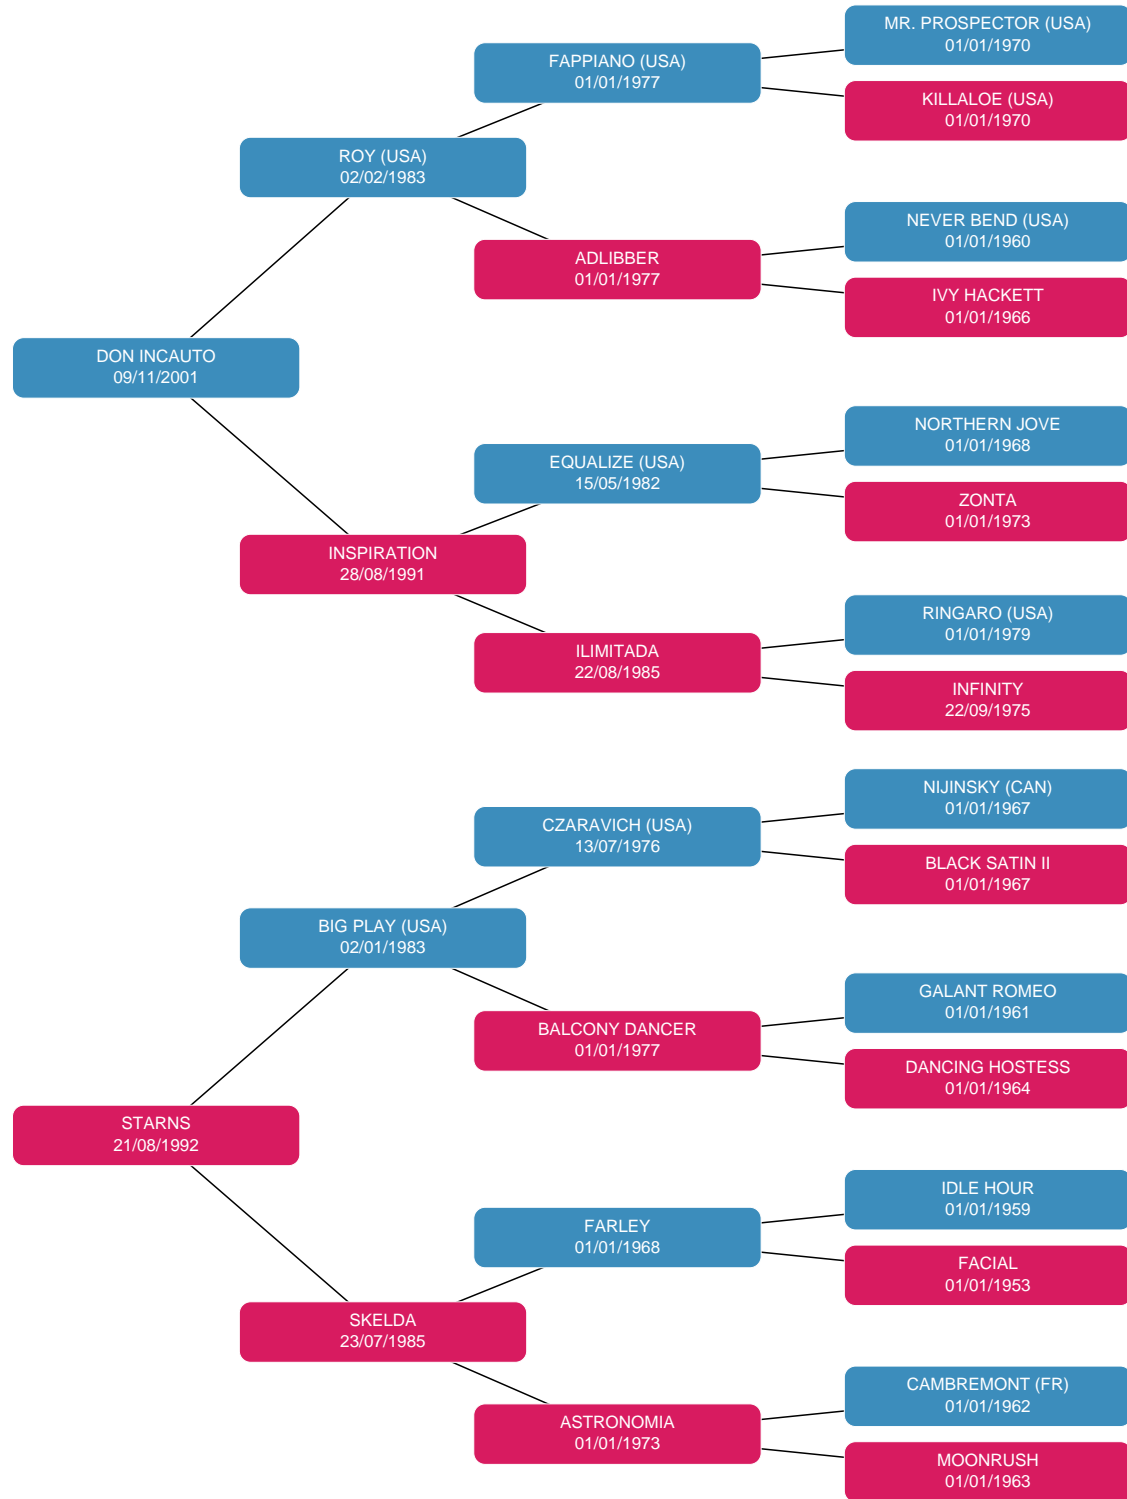 MR. PROSPECTOR (USA)
01/01/1970
FAPPIANO (USA)
01/01/1977
KILLALOE (USA)
01/01/1970
ROY (USA)
02/02/1983
NEVER BEND (USA)
01/01/1960
ADLIBBER
01/01/1977
IVY HACKETT
01/01/1966
DON INCAUTO
09/11/2001
NORTHERN JOVE
01/01/1968
EQUALIZE (USA)
15/05/1982
ZONTA
01/01/1973
INSPIRATION
28/08/1991
RINGARO (USA)
01/01/1979
ILIMITADA
22/08/1985
INFINITY
22/09/1975
NIJINSKY (CAN)
01/01/1967
CZARAVICH (USA)
13/07/1976
BLACK SATIN II
01/01/1967
BIG PLAY (USA)
02/01/1983
GALANT ROMEO
01/01/1961
BALCONY DANCER
01/01/1977
DANCING HOSTESS
01/01/1964
STARNS
21/08/1992
IDLE HOUR
01/01/1959
FARLEY
01/01/1968
FACIAL
01/01/1953
SKELDA
23/07/1985
CAMBREMONT (FR)
01/01/1962
ASTRONOMIA
01/01/1973
MOONRUSH
01/01/1963